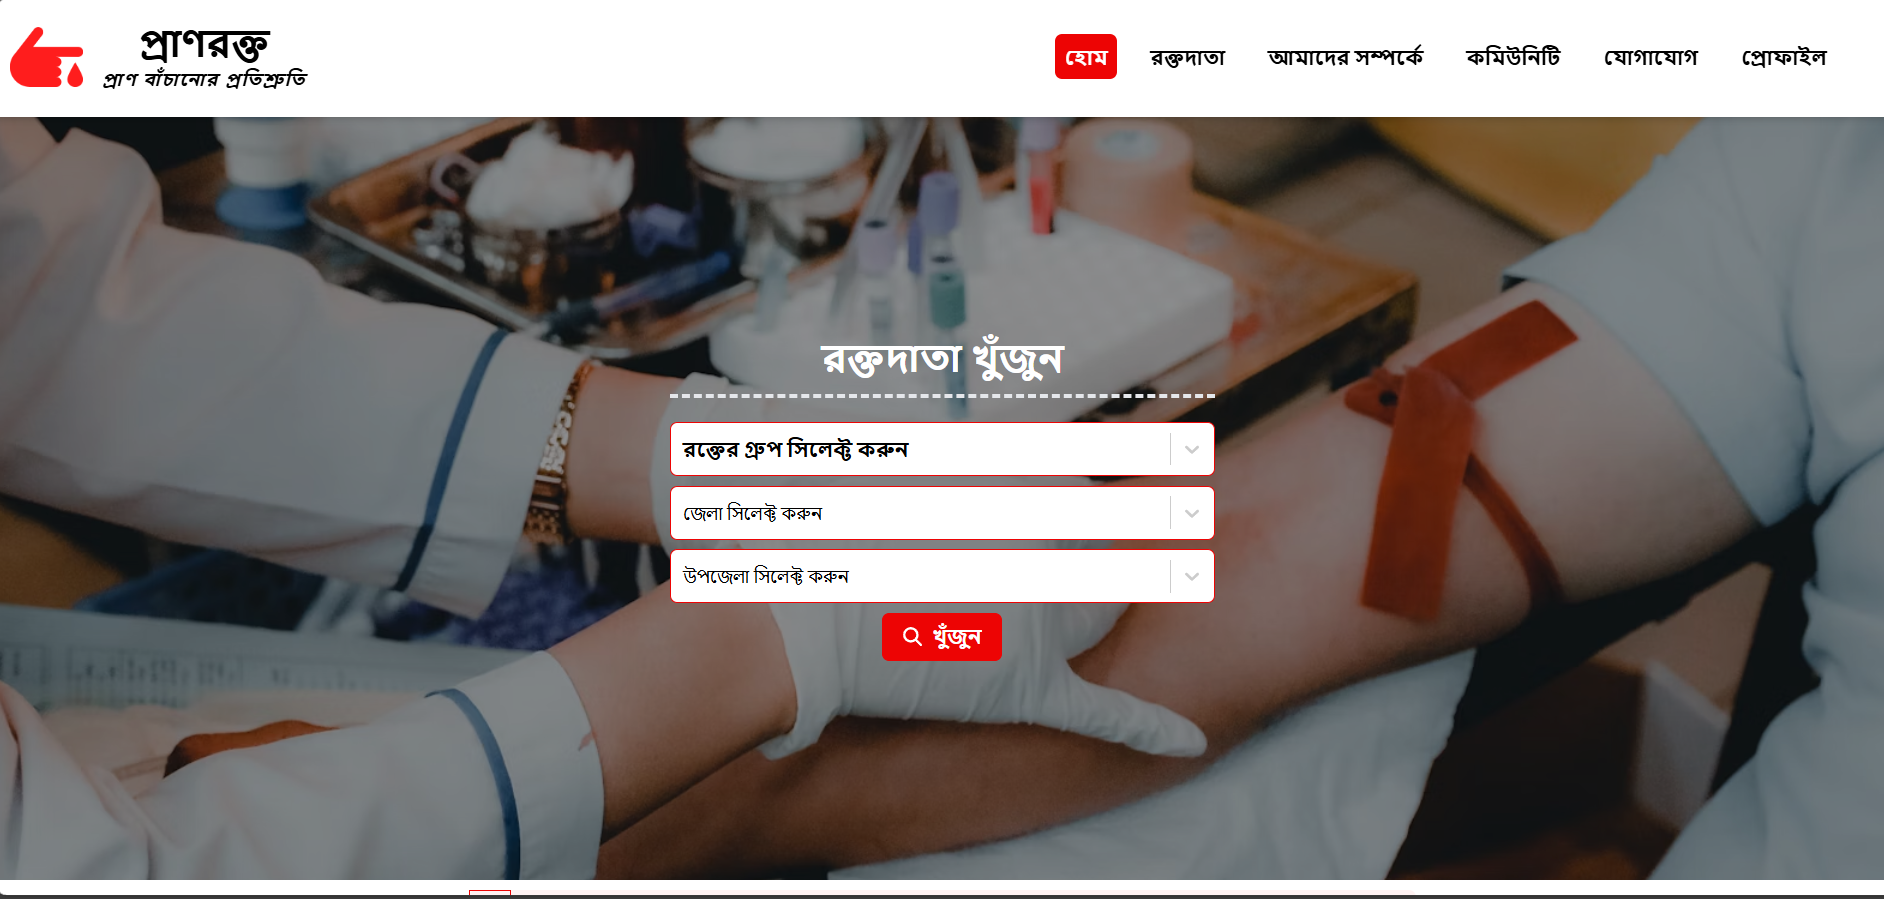 প্রাণরক্ত
প্রাণ বাঁচানোর প্রতিশ্রুতি
হোম রক্তদাতা আমাদের সম্পর্কে কমিউনিটি যোগাযোগ প্রোফাইল
রক্তদাতা খুঁজুন
রক্তের গ্রুপ সিলেক্ট করুন
জেলা সিলেক্ট করুন
উপজেলা সিলেক্ট করুন
খুঁজুন